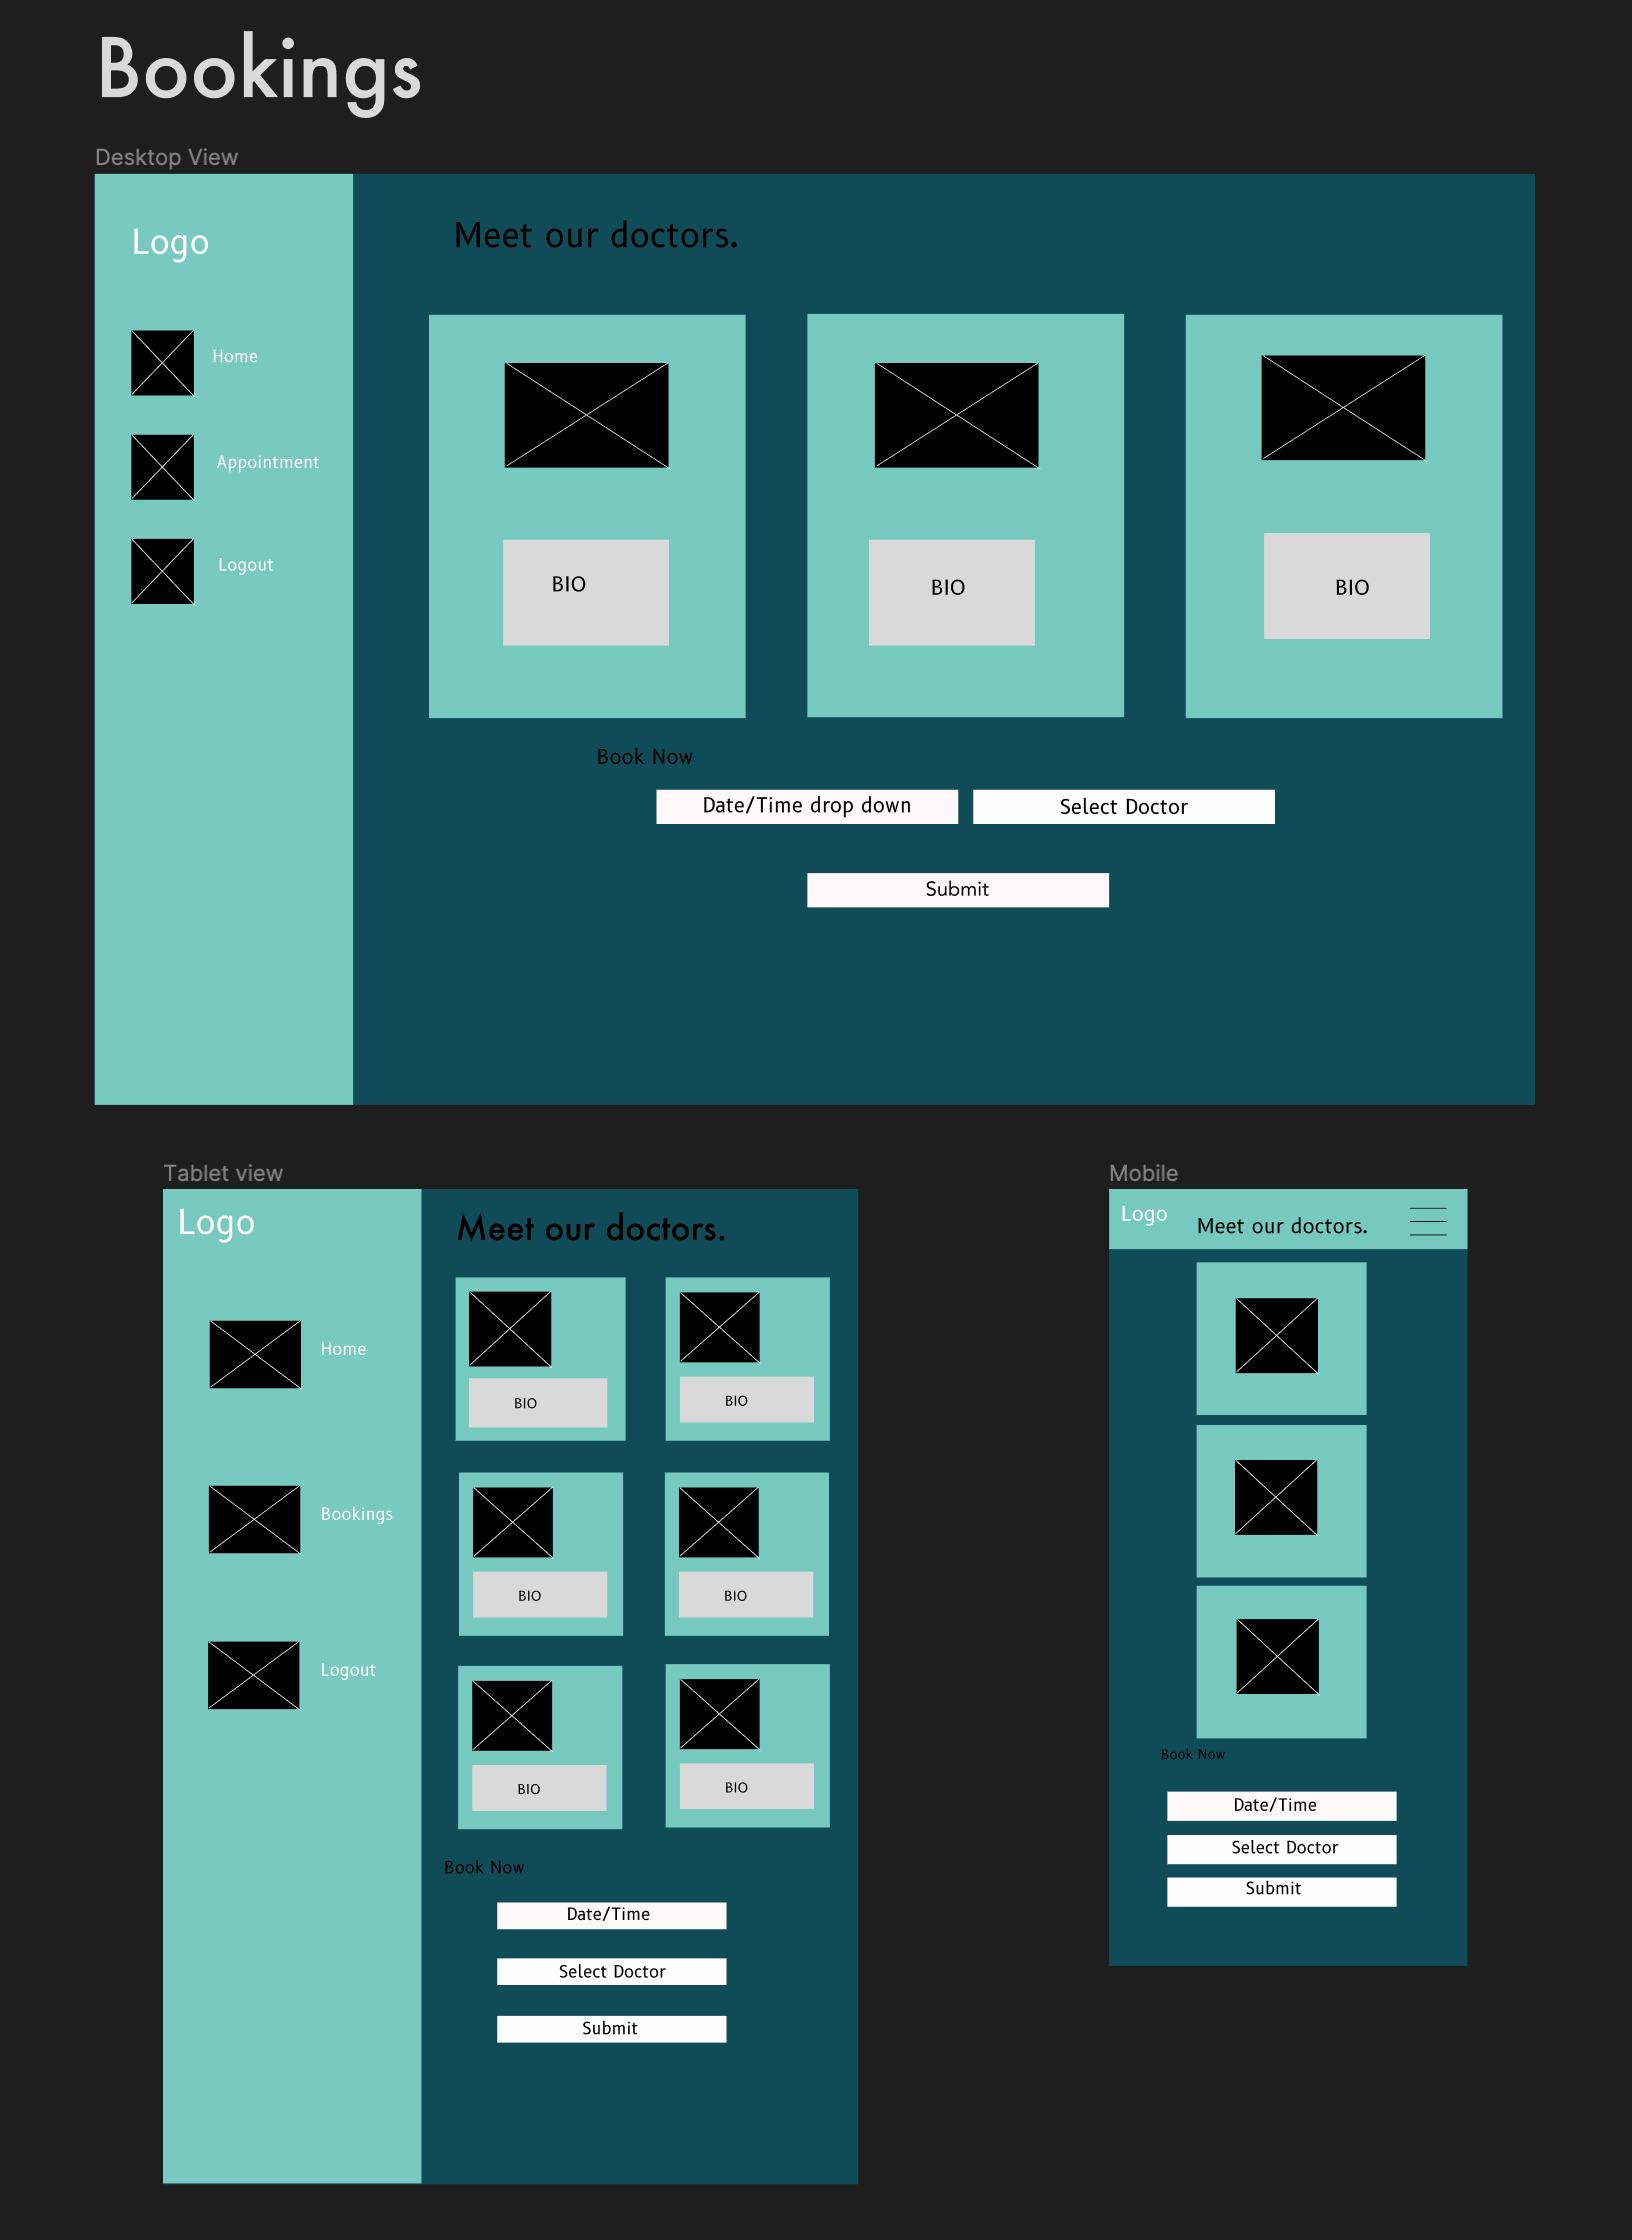 Bookings
Desktop View
Logo
Meet our doctors.
Home
Appointment
Logout
BIO
BIO
BIO
Book Now
Date/Time drop down
Select Doctor
Submit
Tablet view
Logo
Meet our doctors.
Home
Bookings
Logout
BIO
BIO
BIO
BIO
BIO
BIO
Book Now
Date/Time
Select Doctor
Submit
Mobile
Logo
Meet our doctors.
Book Now
Date/Time
Select Doctor
Submit